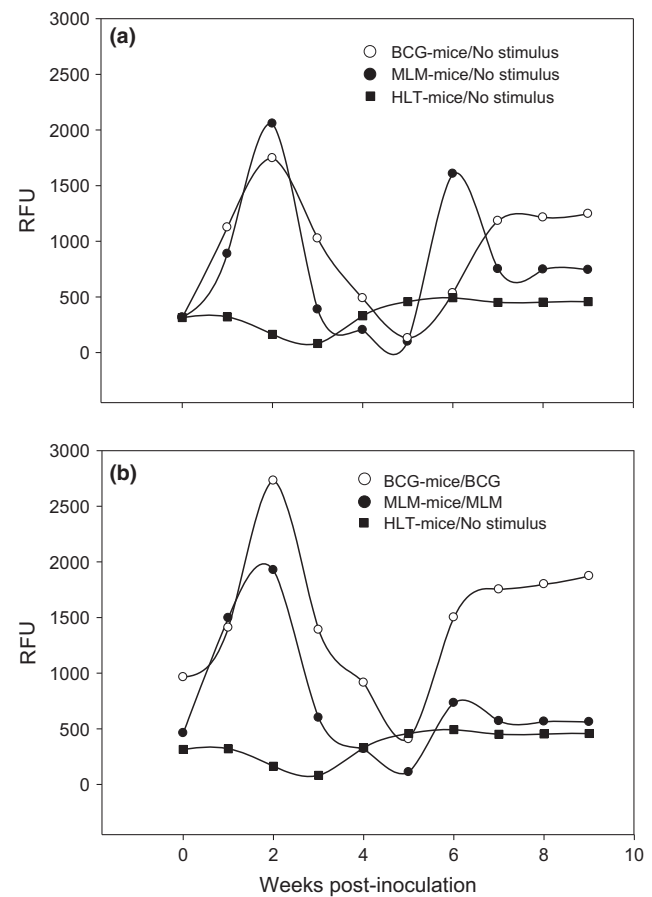 3000
(a)
BCG-mice/No stimulus
2500
MLM-mice/No stimulus
HLT-mice/No stimulus
2000
1500
RFU
1000
500
0
3000
(b)
BCG-mice/BCG
2500
MLM-mice/MLM
HLT-mice/No stimulus
2000
1500
RFU
1000
500
0
0 2 4 6 8 10
Weeks post-inoculation